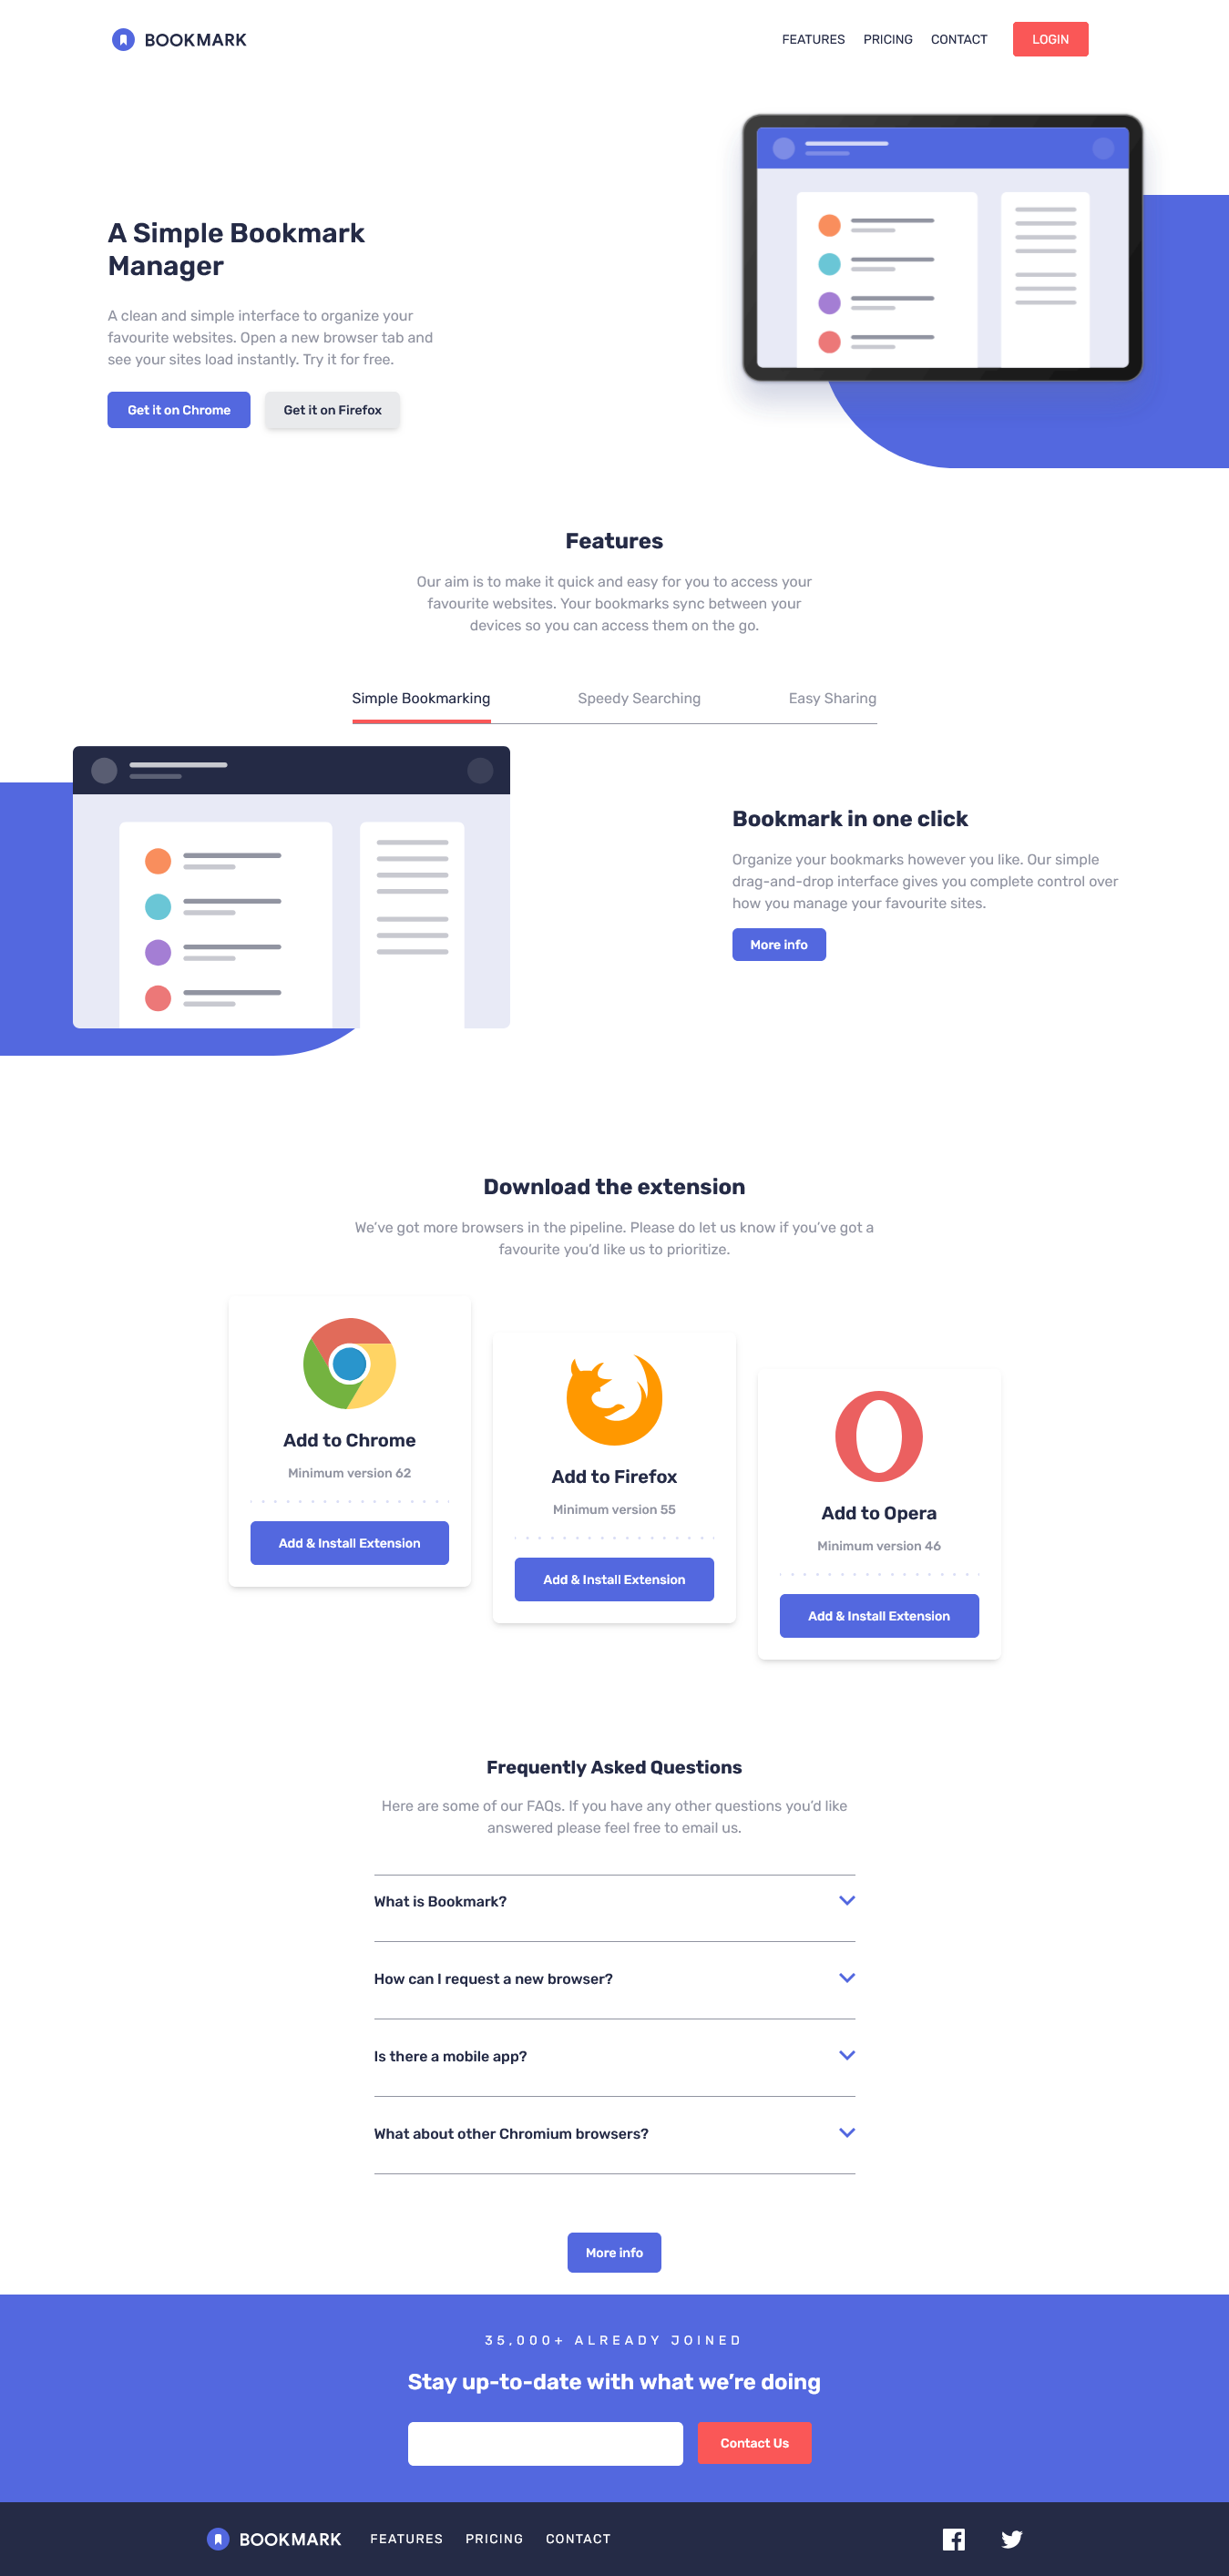 BOOKMARK
FEATURES PRICING CONTACT LOGIN
A Simple Bookmark
Manager
A clean and simple interface to organize your
favourite websites. Open a new browser tab and
see your sites load instantly. Try it for free.
Get it on Chrome Get it on Firefox
Features
Our aim is to make it quick and easy for you to access your
favourite websites. Your bookmarks sync between your
devices so you can access them on the go.
Simple Bookmarking Speedy Searching Easy Sharing
Bookmark in one click
Organize your bookmarks however you like. Our simple
drag-and-drop interface gives you complete control over
how you manage your favourite sites.
More info
Download the extension
We’ve got more browsers in the pipeline. Please do let us know if you’ve got a
favourite you’d like us to prioritize.
Add to Chrome
Minimum version 62
Add & Install Extension
Add to Firefox
Minimum version 55
Add & Install Extension
Add to Opera
Minimum version 46
Add & Install Extension
Frequently Asked Questions
Here are some of our FAQs. If you have any other questions you’d like
answered please feel free to email us.
What is Bookmark?
How can I request a new browser?
Is there a mobile app?
What about other Chromium browsers?
More info
35,000+ ALREADY JOINED
Stay up-to-date with what we’re doing
Contact Us
BOOKMARK FEATURES PRICING CONTACT